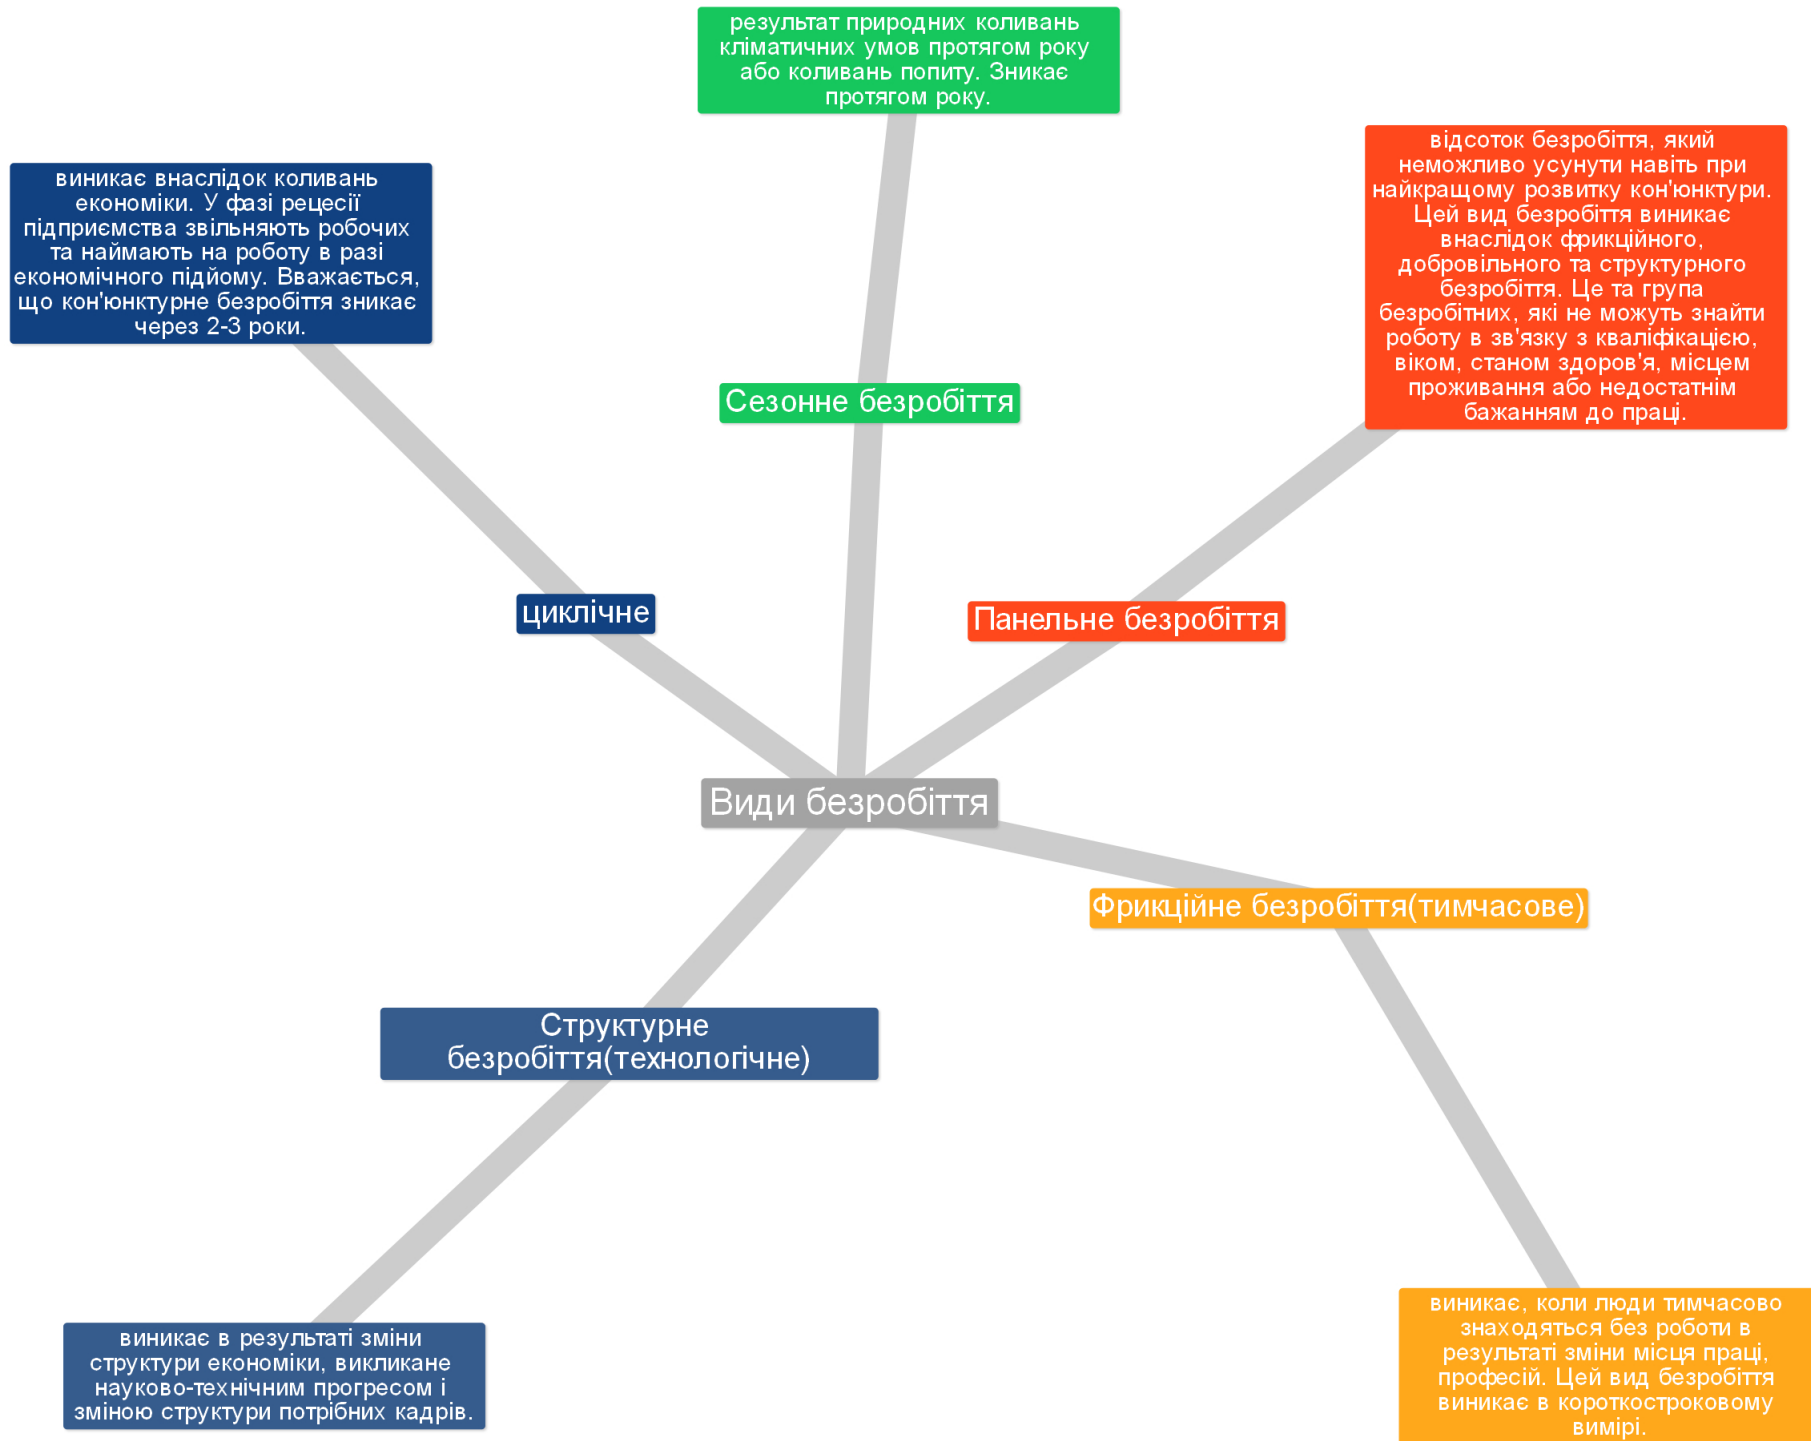 результат природних коливань
кліматичних умов протягом року
або коливань попиту. Зникає
протягом року.
відсоток безробіття, який
неможливо усунути навіть при
найкращому розвитку кон'юнктури.
Цей вид безробіття виникає
внаслідок фрикційного,
добровільного та структурного
безробіття. Це та група
безробітних, які не можуть знайти
роботу в зв'язку з кваліфікацією,
віком, станом здоров'я, місцем
проживання або недостатнім
бажанням до праці.
виникає внаслідок коливань
економіки. У фазі рецесії
підприємства звільняють робочих
та наймають на роботу в разі
економічного підйому. Вважається,
що кон'юнктурне безробіття зникає
через 2-3 роки.
Сезонне безробіття
циклічне
Панельне безробіття
Види безробіття
Фрикційне безробіття(тимчасове)
Структурне
безробіття(технологічне)
виникає, коли люди тимчасово
знаходяться без роботи в
результаті зміни місця праці,
професій. Цей вид безробіття
виникає в короткостроковому
вимірі.
виникає в результаті зміни
структури економіки, викликане
науково-технічним прогресом і
зміною структури потрібних кадрів.